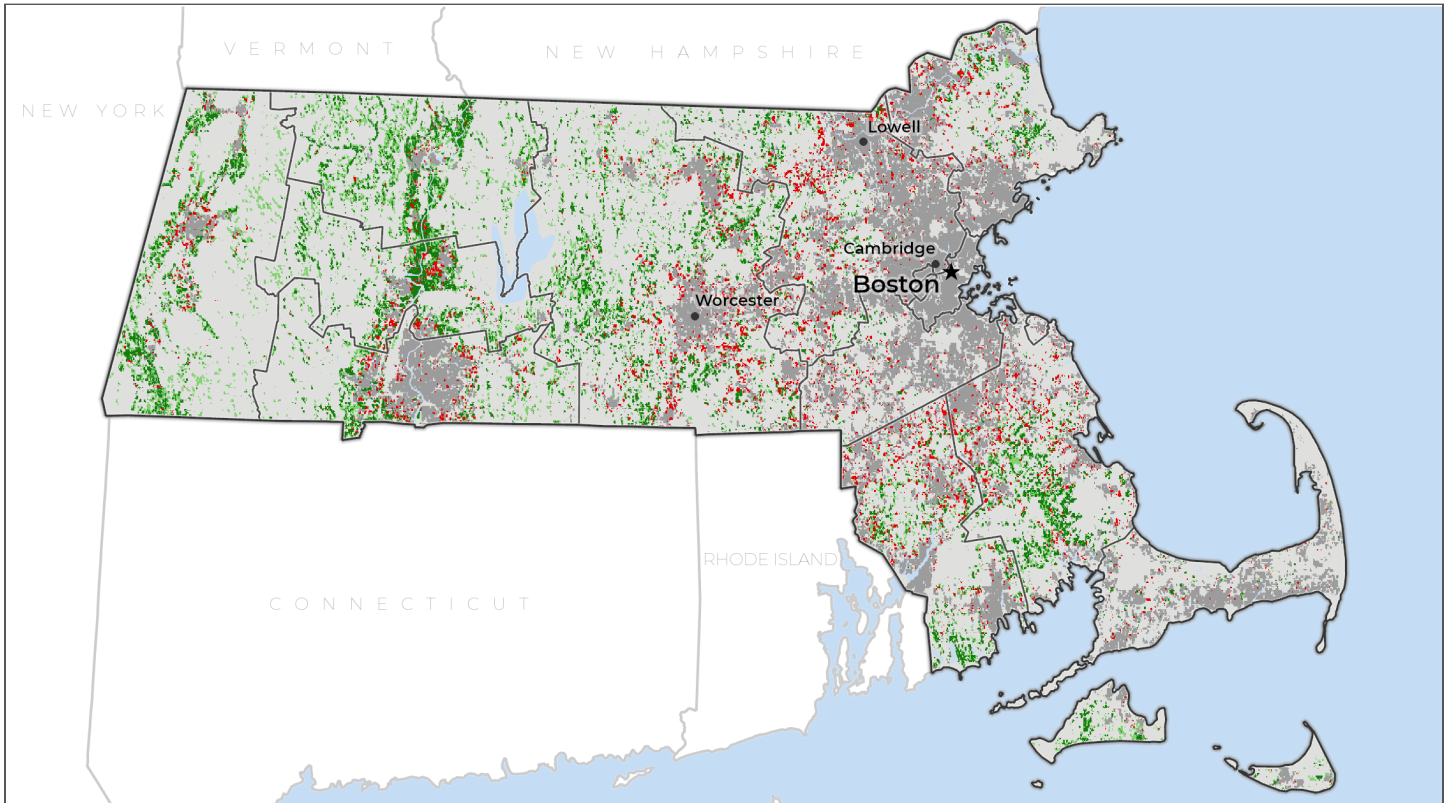 VERMONT
NEW HAMPSHIRE
NEW YORK
Lowell
Cambridge
Boston
Worcester
RHODE ISLAND
CONNECTICUT